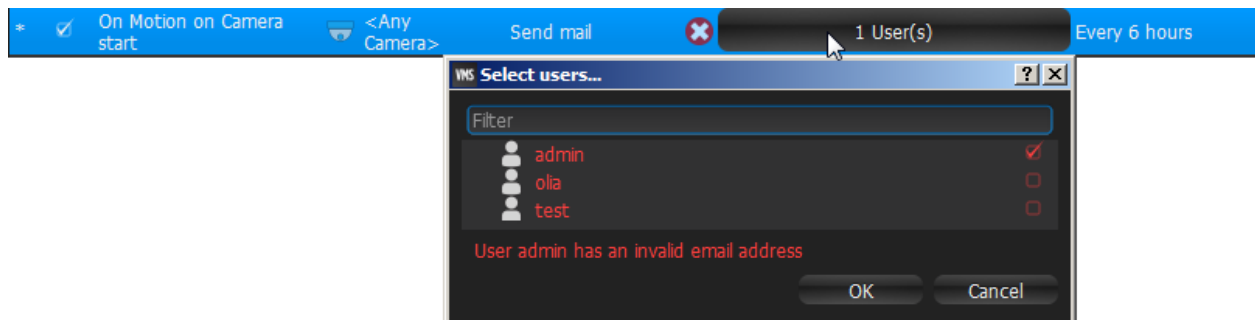 * On Motion on Camera start <Any Camera> Send mail 1 User(s) Every 6 hours
VMS Select users...
Filter
admin
olia
test
User admin has an invalid email address
OK Cancel